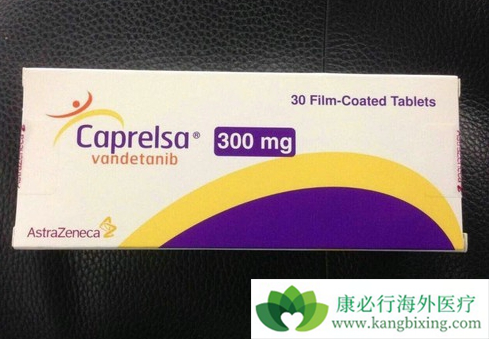 30 Film-Coated Tablets
Caprelsa®
300 mg
vandetanib
AstraZeneca
AstraZeneca
康必行海外医疗
www.kangbixing.com